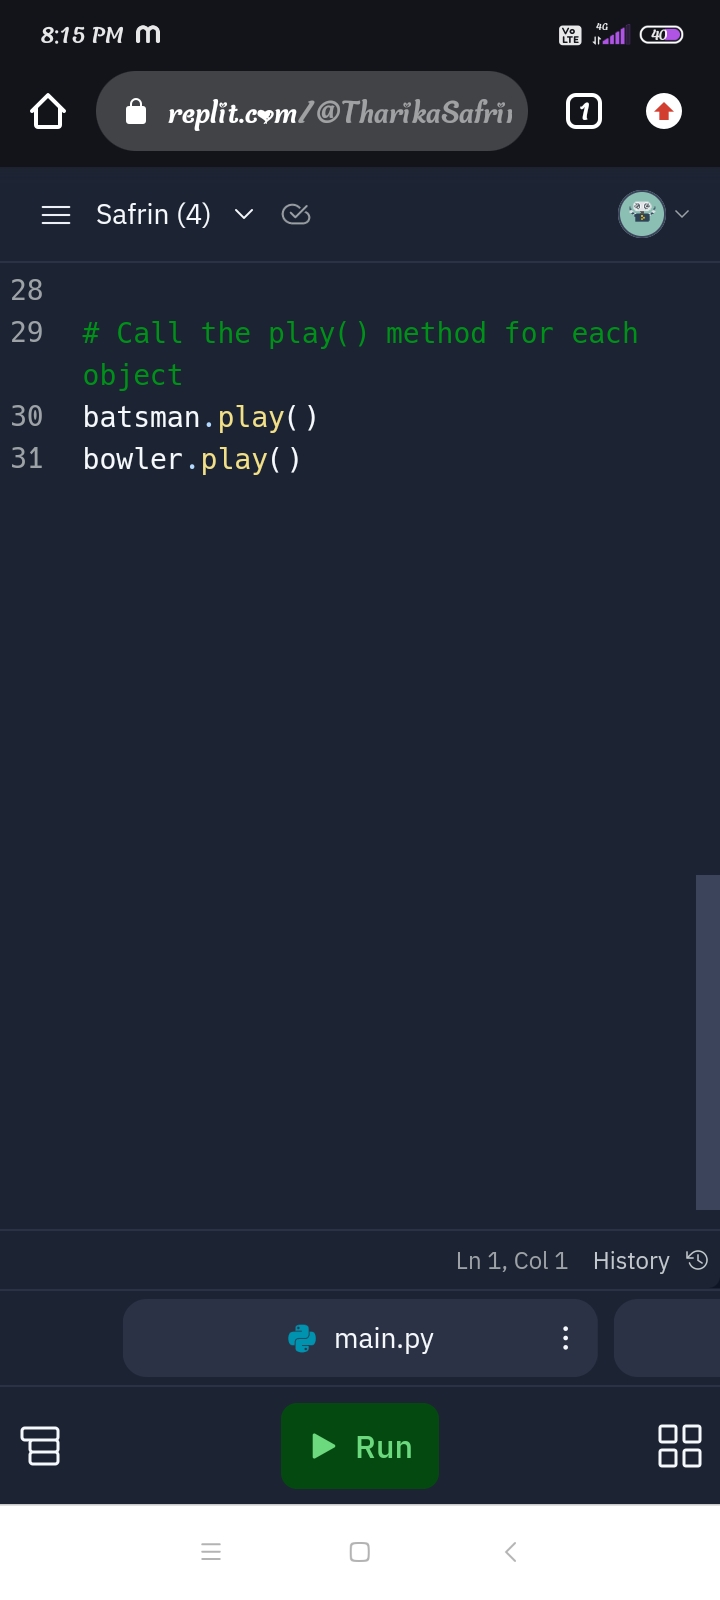 8:15 PM
Vo LTE 4G 40
replit.com/@TharikaSafrin
1
Safrin (4)
28
29 # Call the play() method for each
object
30 batsman.play()
31 bowler.play()
Ln 1, Col 1 History
main.py
Run